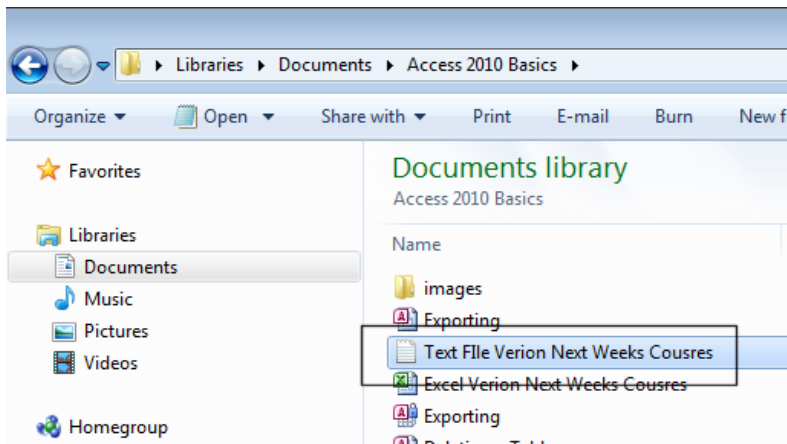 Libraries Documents Access 2010 Basics
Organize Open Share with Print E-mail Burn New f
Favorites
Libraries
Documents
Music
Pictures
Videos
Homegroup
Documents library
Access 2010 Basics
Name
images
Exporting
Text FIle Verion Next Weeks Cousres
Excel Verion Next Weeks Cousres
Exporting